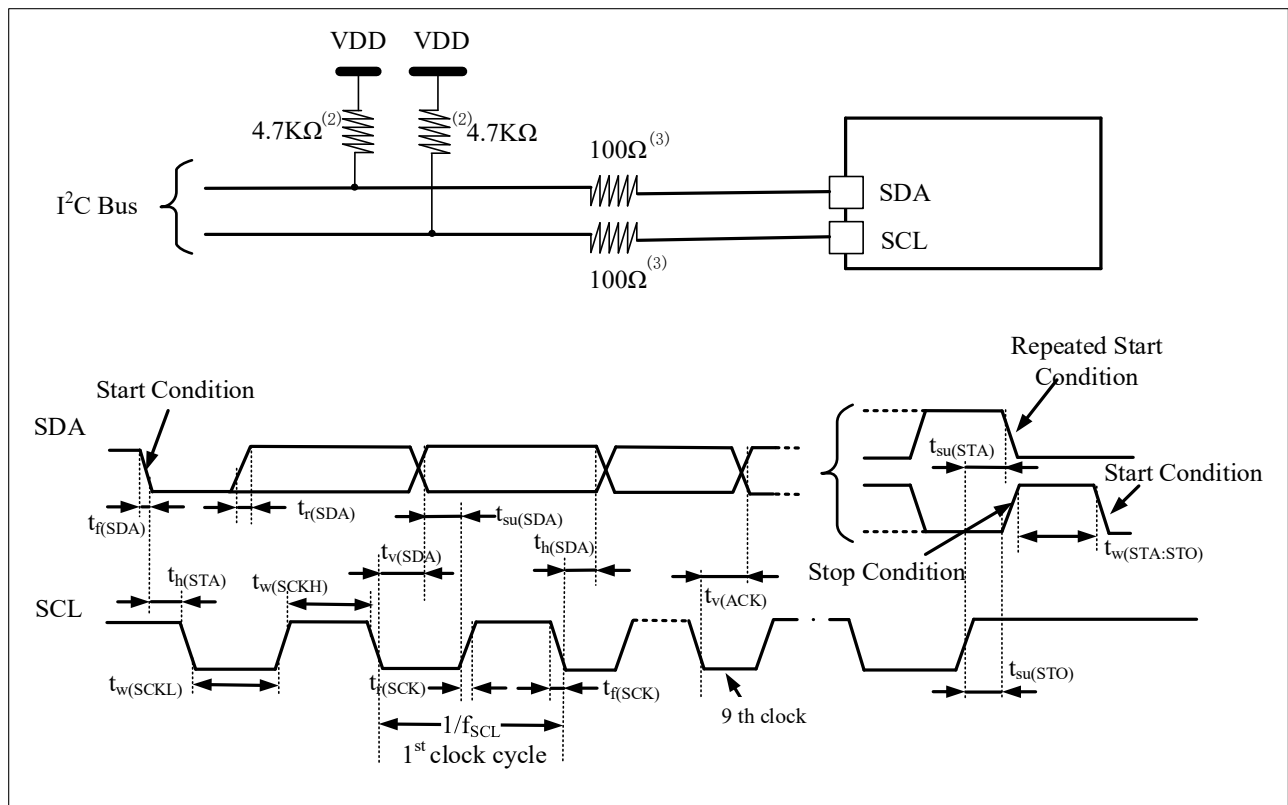 VDD VDD
4.7KΩ(2) (2)4.7KΩ
100Ω(3)
I2C Bus
SDA
SCL
100Ω(3)
Repeated Start
Condition
Start Condition
SDA
tsu(STA)
Start Condition
tf(SDA)
tr(SDA)
tsu(SDA)
tv(SDA)
th(SDA)
tw(STA:STO)
Stop Condition
th(STA)
tw(SCKH)
tv(ACK)
SCL
tw(SCKL)
tr(SCK)
tf(SCK)
tsu(STO)
9 th clock
1/fSCL
1st clock cycle